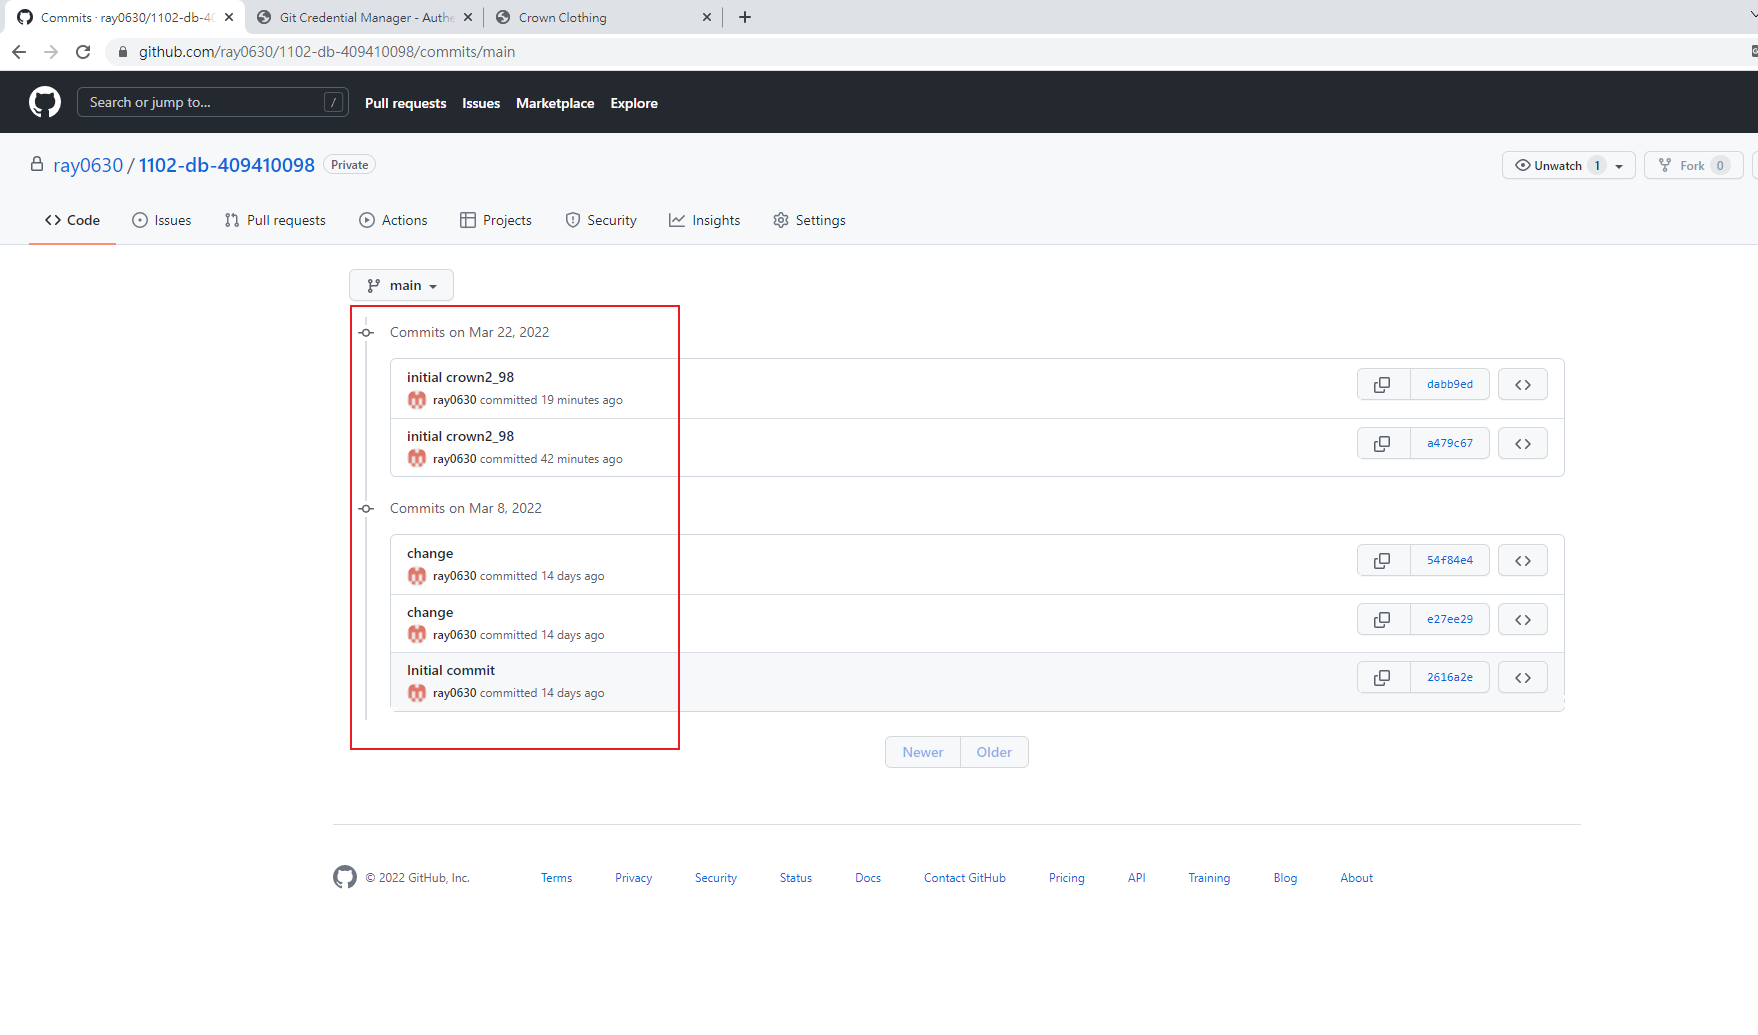 Commits · ray0630/1102-db-40
Git Credential Manager - Authe
Crown Clothing
github.com/ray0630/1102-db-409410098/commits/main
Search or jump to... /
Pull requests Issues Marketplace Explore
ray0630 / 1102-db-409410098 Private
Unwatch 1 Fork 0
Code Issues Pull requests Actions Projects Security Insights Settings
main
Commits on Mar 22, 2022
initial crown2_98
ray0630 committed 19 minutes ago
dabb9ed
initial crown2_98
ray0630 committed 42 minutes ago
a479c67
Commits on Mar 8, 2022
change
ray0630 committed 14 days ago
54f84e4
change
ray0630 committed 14 days ago
e27ee29
Initial commit
ray0630 committed 14 days ago
2616a2e
Newer Older
© 2022 GitHub, Inc. Terms Privacy Security Status Docs Contact GitHub Pricing API Training Blog About